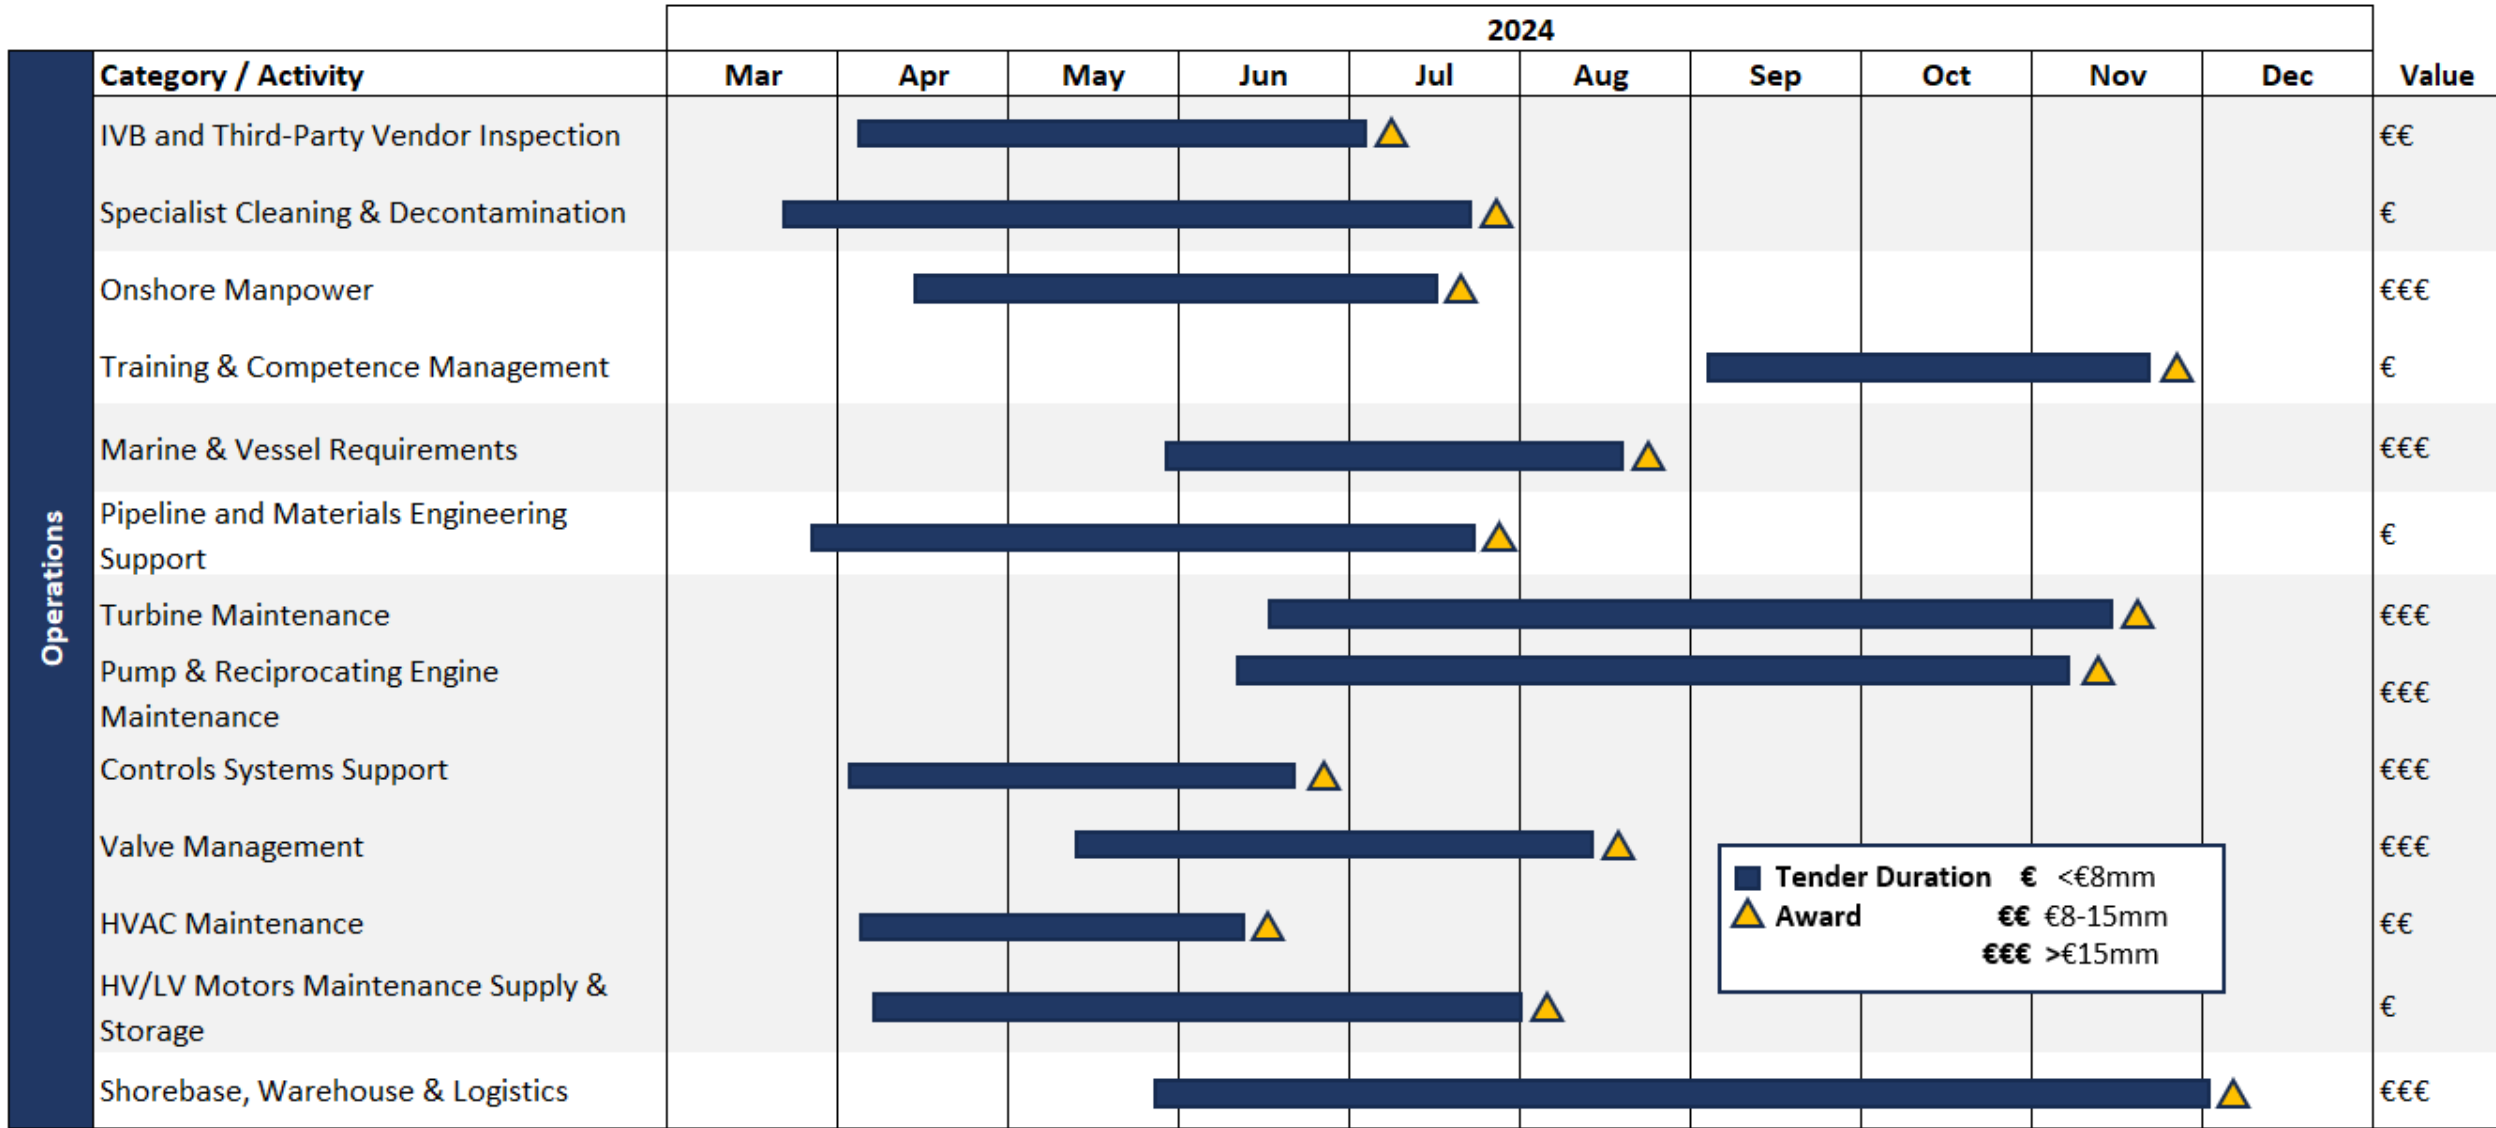 2024
Category / Activity Mar Apr May Jun Jul Aug Sep Oct Nov Dec Value
Operations
IVB and Third-Party Vendor Inspection €€
Specialist Cleaning & Decontamination €
Onshore Manpower €€€
Training & Competence Management €
Marine & Vessel Requirements €€€
Pipeline and Materials Engineering
Support €
Turbine Maintenance €€€
Pump & Reciprocating Engine
Maintenance €€€
Controls Systems Support €€€
Valve Management €€€
HVAC Maintenance €€
HV/LV Motors Maintenance Supply &
Storage €
Shorebase, Warehouse & Logistics €€€
Tender Duration € <€8mm
Award €€ €8-15mm
€€€ >€15mm